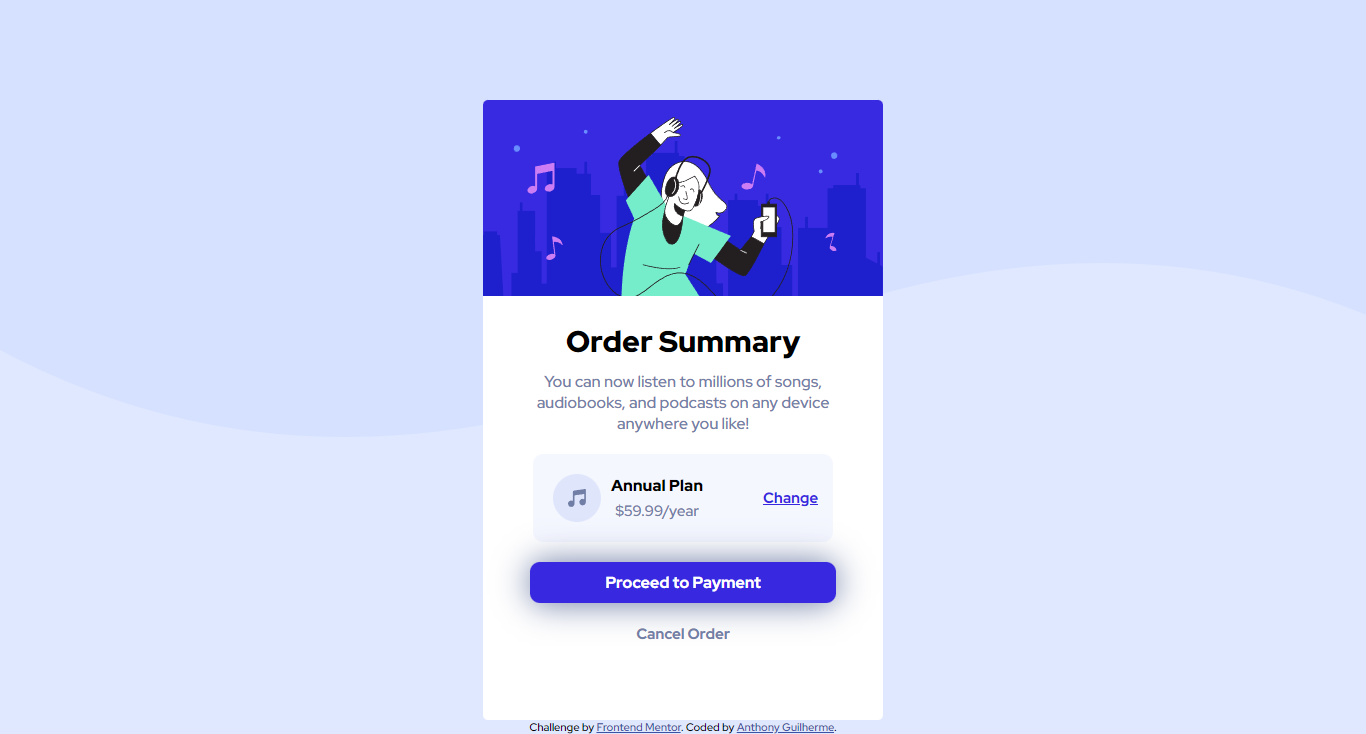 Order Summary
You can now listen to millions of songs,
audiobooks, and podcasts on any device
anywhere you like!
Annual Plan
$59.99/year
Change
Proceed to Payment
Cancel Order
Challenge by Frontend Mentor. Coded by Anthony Guilherme.